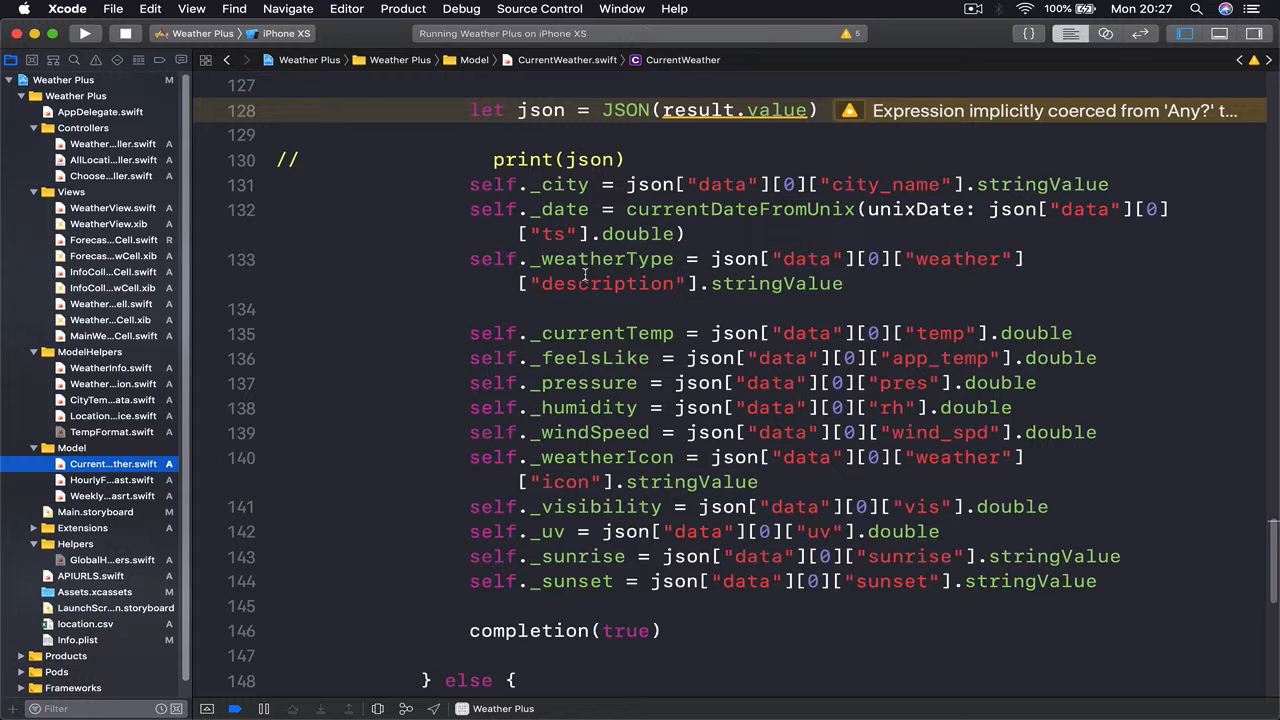 Xcode File Edit View Find Navigate Editor Product Debug Source Control Window Help 100% Mon 20:27
Weather Plus iPhone XS Running Weather Plus on iPhone XS 5
Weather Plus Weather Plus Model CurrentWeather.swift C CurrentWeather
Weather Plus M
Weather Plus
AppDelegate.swift
Controllers
Weather...ller.swift A
AllLocati...ller.swift A
Choose...ller.swift A
Views
WeatherView.swift A
WeatherView.xib A
Forecas...Cell.swift R
Forecas...Cell.xib A
InfoColl...Cell.swift A
InfoColl...Cell.xib A
Weather...ell.swift A
Weather...Cell.xib A
MainWe...Cell.swift A
ModelHelpers
WeatherInfo.swift A
Weather...ion.swift A
CityTem...ata.swift A
Location...ice.swift A
TempFormat.swift A
Model
Current...ther.swift A
HourlyF...ast.swift A
Weekly...asrt.swift A
Main.storyboard M
Extensions A
Helpers
GlobalH...ers.swift A
APIURLS.swift A
Assets.xcassets M
LaunchScr...n.storyboard
location.csv A
Info.plist M
Products
Pods
Frameworks
Filter
127
128 let json = JSON(result.value) Expression implicitly coerced from 'Any?' t...
129
130 // print(json)
131 self._city = json["data"][0]["city_name"].stringValue
132 self._date = currentDateFromUnix(unixDate: json["data"][0]
["ts"].double)
133 self._weatherType = json["data"][0]["weather"]
["description"].stringValue
134
135 self._currentTemp = json["data"][0]["temp"].double
136 self._feelsLike = json["data"][0]["app_temp"].double
137 self._pressure = json["data"][0]["pres"].double
138 self._humidity = json["data"][0]["rh"].double
139 self._windSpeed = json["data"][0]["wind_spd"].double
140 self._weatherIcon = json["data"][0]["weather"]
["icon"].stringValue
141 self._visibility = json["data"][0]["vis"].double
142 self._uv = json["data"][0]["uv"].double
143 self._sunrise = json["data"][0]["sunrise"].stringValue
144 self._sunset = json["data"][0]["sunset"].stringValue
145
146 completion(true)
147
148 } else {
Weather Plus